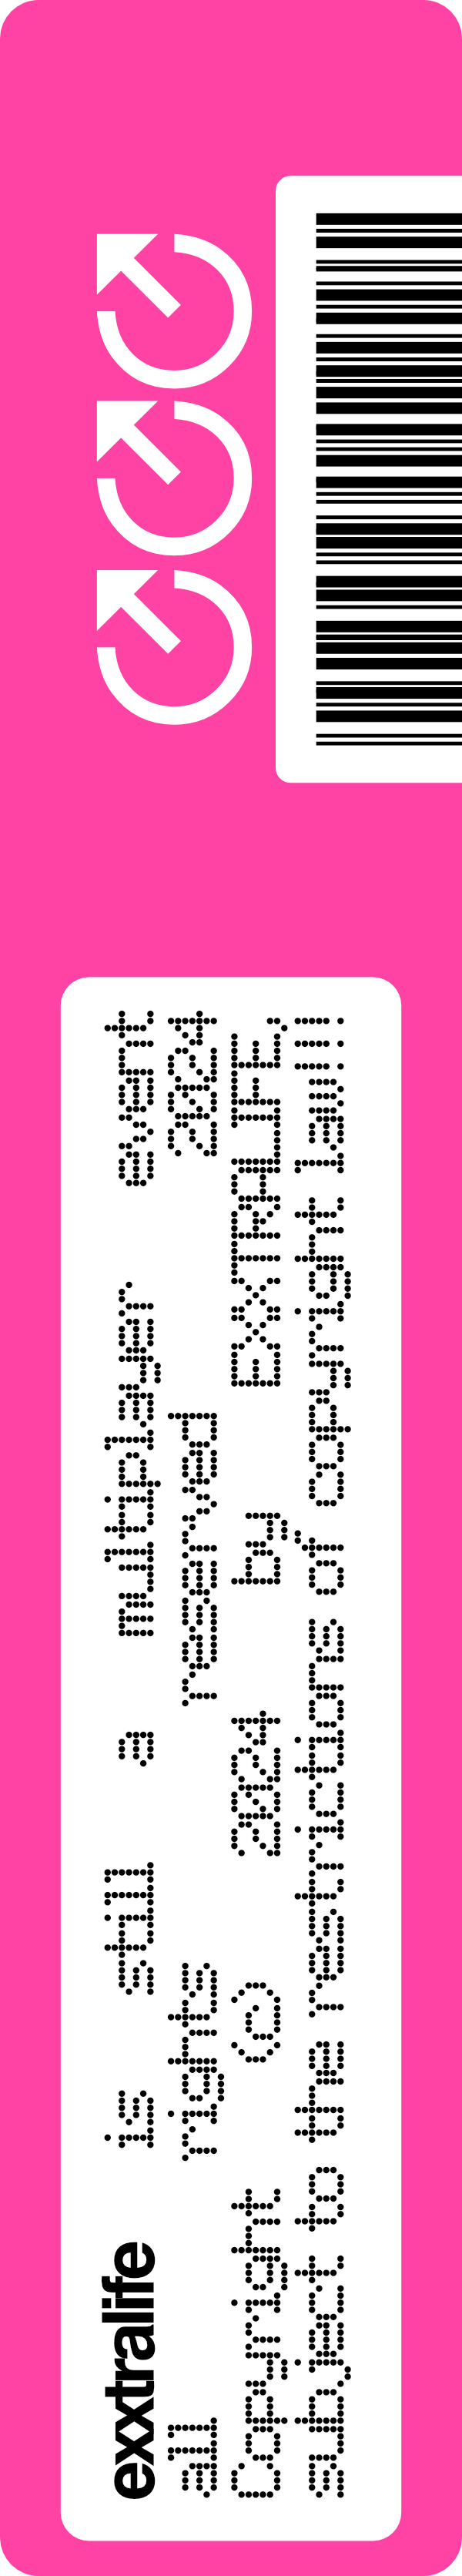 exxtralife is still a multiplayer event
all rights reserved 2024
Copyright (c) 2024 by EXXTRALIFE.
subject to the restrictions of copyright law!!!